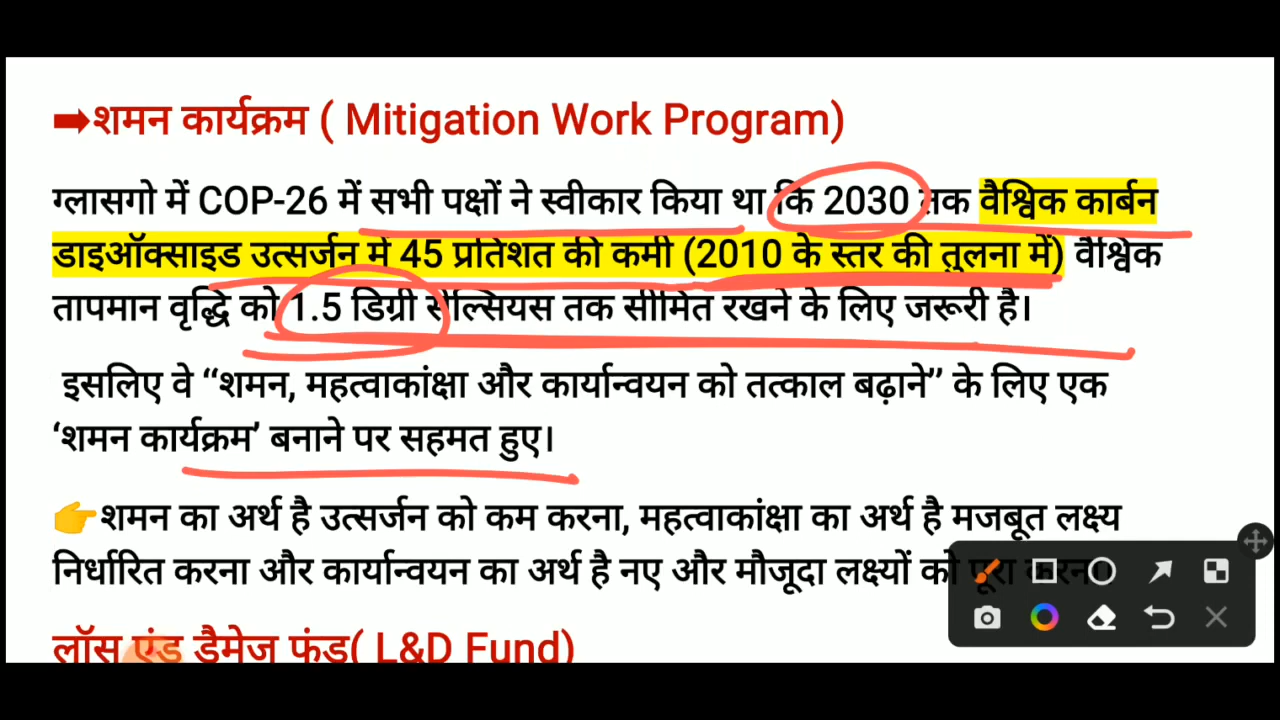 ➡शमन कार्यक्रम ( Mitigation Work Program)
ग्लासगो में COP-26 में सभी पक्षों ने स्वीकार किया था कि 2030 तक वैश्विक कार्बन
डाइऑक्साइड उत्सर्जन में 45 प्रतिशत की कमी (2010 के स्तर की तुलना में) वैश्विक
तापमान वृद्धि को 1.5 डिग्री सेल्सियस तक सीमित रखने के लिए जरूरी है।
इसलिए वे “शमन, महत्वाकांक्षा और कार्यान्वयन को तत्काल बढ़ाने” के लिए एक
‘शमन कार्यक्रम’ बनाने पर सहमत हुए।
👉शमन का अर्थ है उत्सर्जन को कम करना, महत्वाकांक्षा का अर्थ है मजबूत लक्ष्य
निर्धारित करना और कार्यान्वयन का अर्थ है नए और मौजूदा लक्ष्यों को पूरा करना।
लॉस एंड डैमेज फंड( L&D Fund)